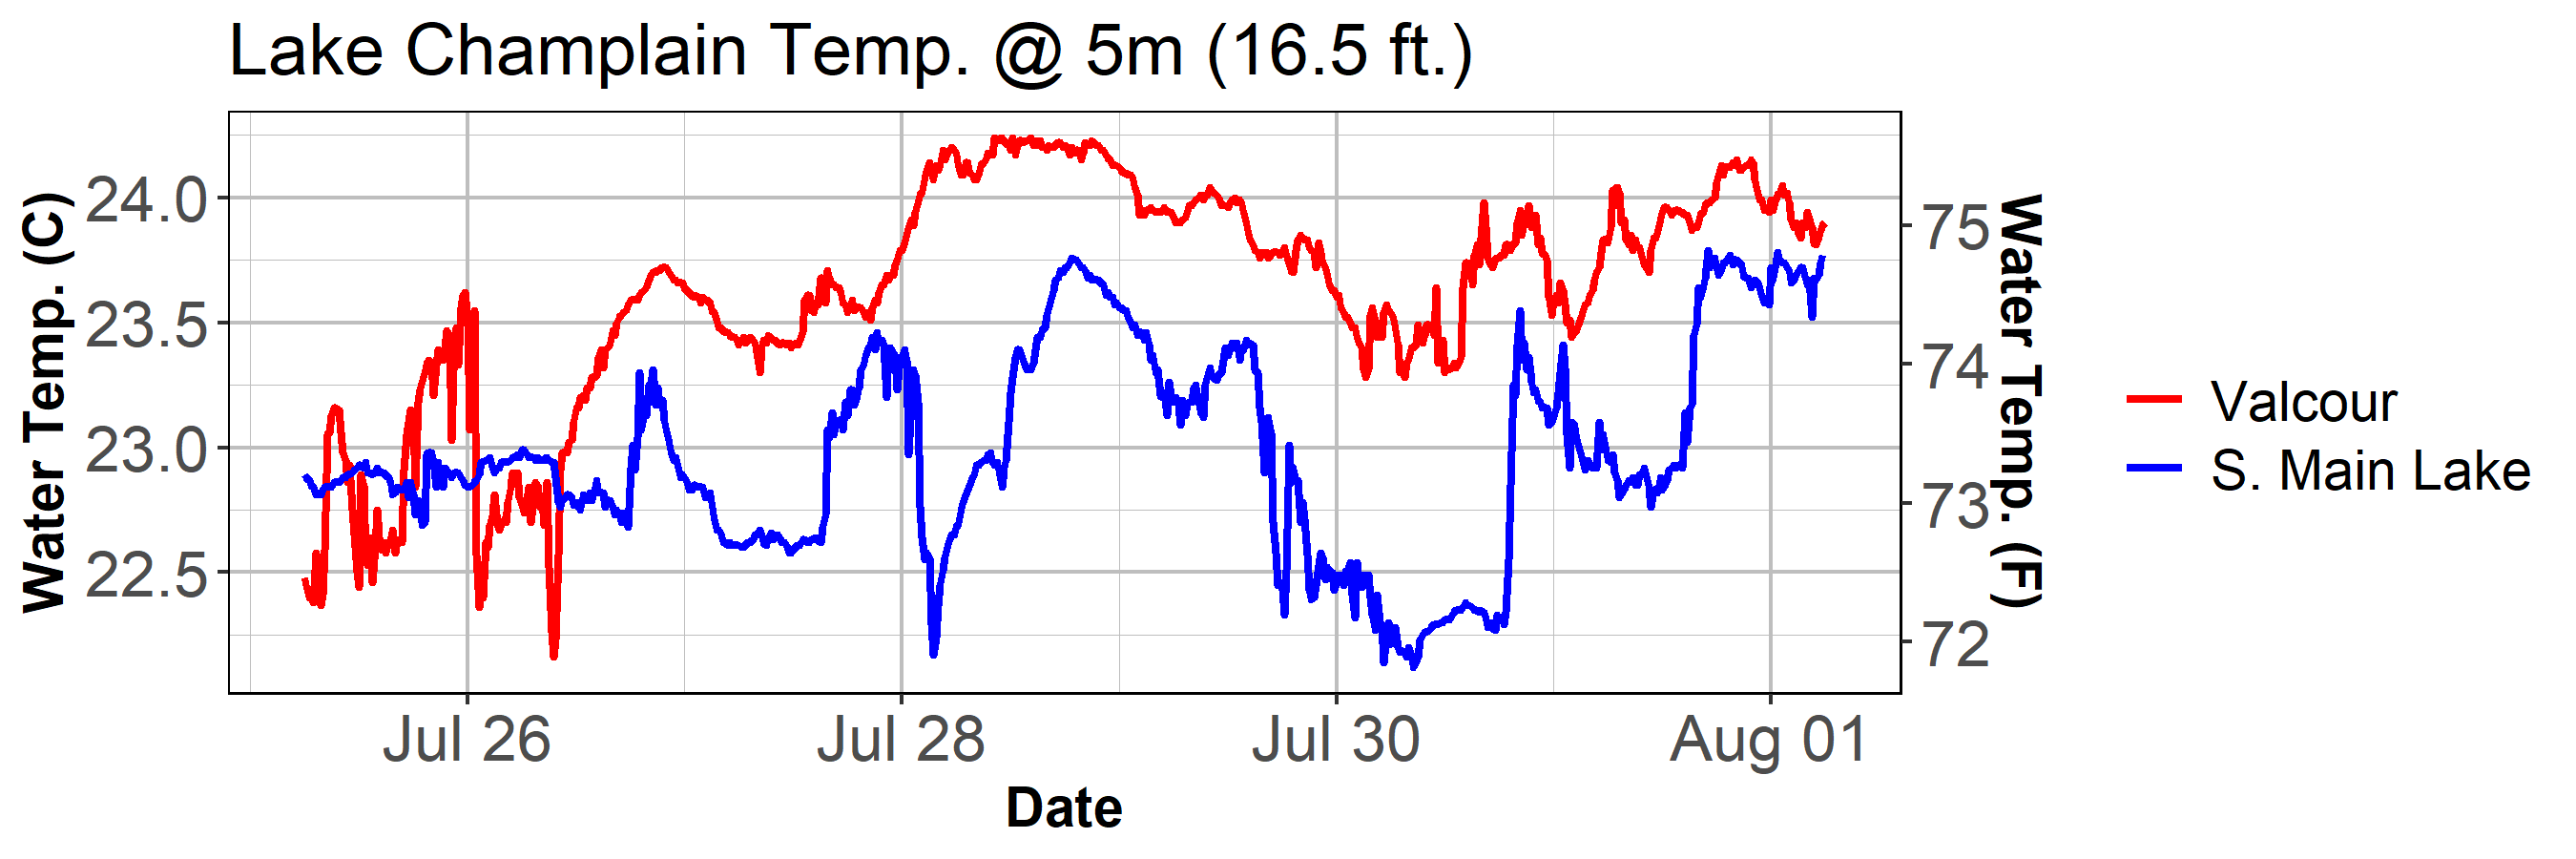 Lake Champlain Temp. @ 5m (16.5 ft.)
Water Temp. (C)
24.0
23.5
23.0
22.5
75
74
73
72
Water Temp. (F)
Jul 26
Jul 28
Jul 30
Aug 01
Date
Valcour
S. Main Lake